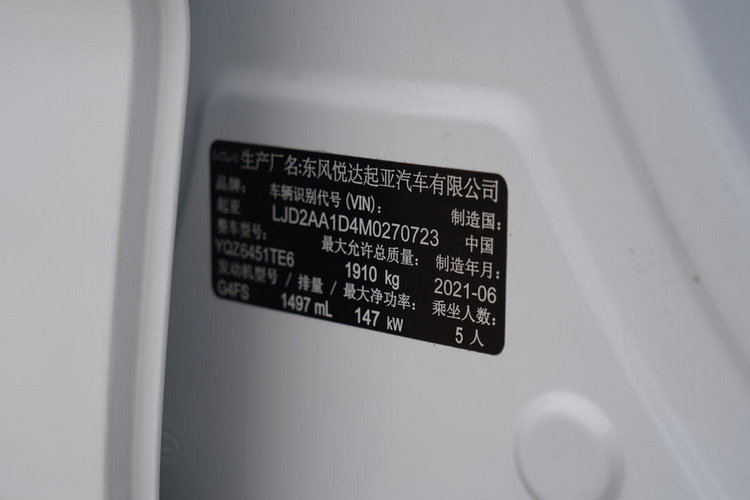 生产厂名:东风悦达起亚汽车有限公司
品牌: 车辆识别代号(VIN): 制造国:
起亚 LJD2AA1D4M0270723 中国
整车型号: 最大允许总质量: 制造年月:
YQZ6451TE6 1910 kg 2021-06
发动机型号/排量/最大净功率: 乘坐人数:
G4FS 1497 mL 147 kW 5 人